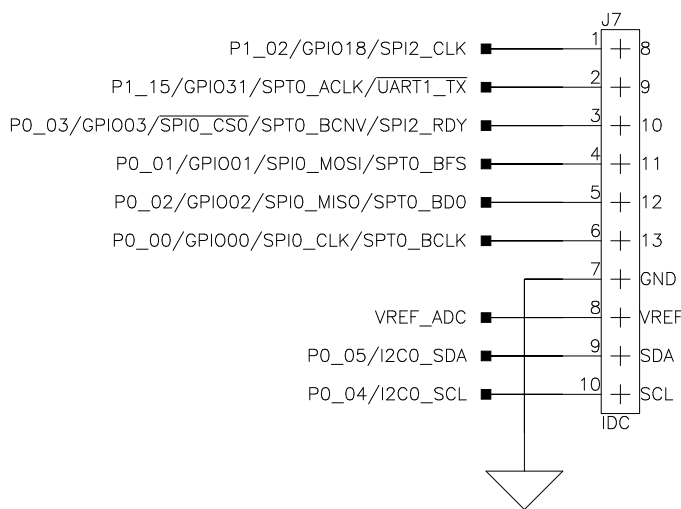 J7
P1_02/GPIO18/SPI2_CLK 1 8
P1_15/GPIO31/SPT0_ACLK/UART1_TX 2 9
P0_03/GPIO03/SPI0_CS0/SPT0_BCNV/SPI2_RDY 3 10
P0_01/GPIO01/SPI0_MOSI/SPT0_BFS 4 11
P0_02/GPIO02/SPI0_MISO/SPT0_BD0 5 12
P0_00/GPIO00/SPI0_CLK/SPT0_BCLK 6 13
7 GND
VREF_ADC 8 VREF
P0_05/I2C0_SDA 9 SDA
P0_04/I2C0_SCL 10 SCL
IDC